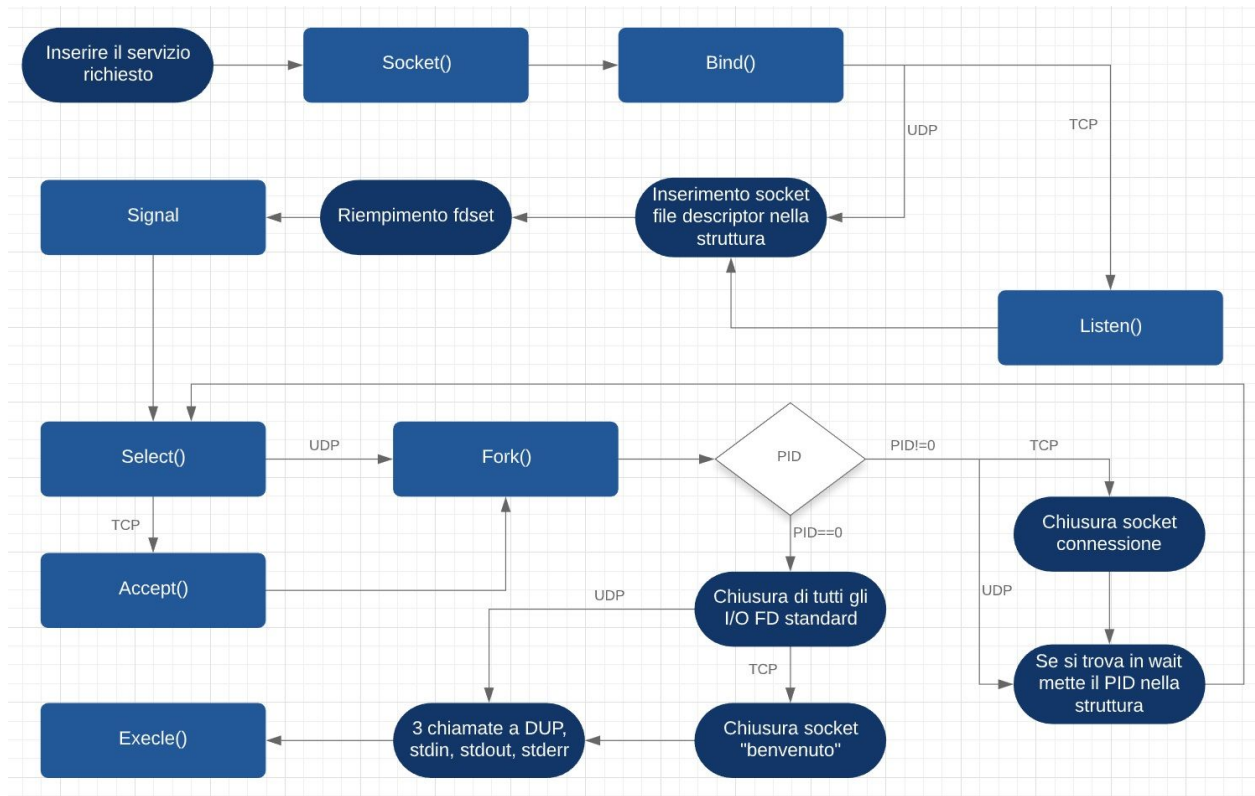 Inserire il servizio
richiesto
Socket()
Bind()
UDP
TCP
Signal
Riempimento fdset
Inserimento socket
file descriptor nella
struttura
Listen()
Select()
UDP
Fork()
PID
PID!=0
TCP
TCP
Accept()
PID==0
Chiusura socket
connessione
UDP
Chiusura di tutti gli
I/O FD standard
UDP
TCP
Se si trova in wait
mette il PID nella
struttura
Execle()
3 chiamate a DUP,
stdin, stdout, stderr
Chiusura socket
"benvenuto"